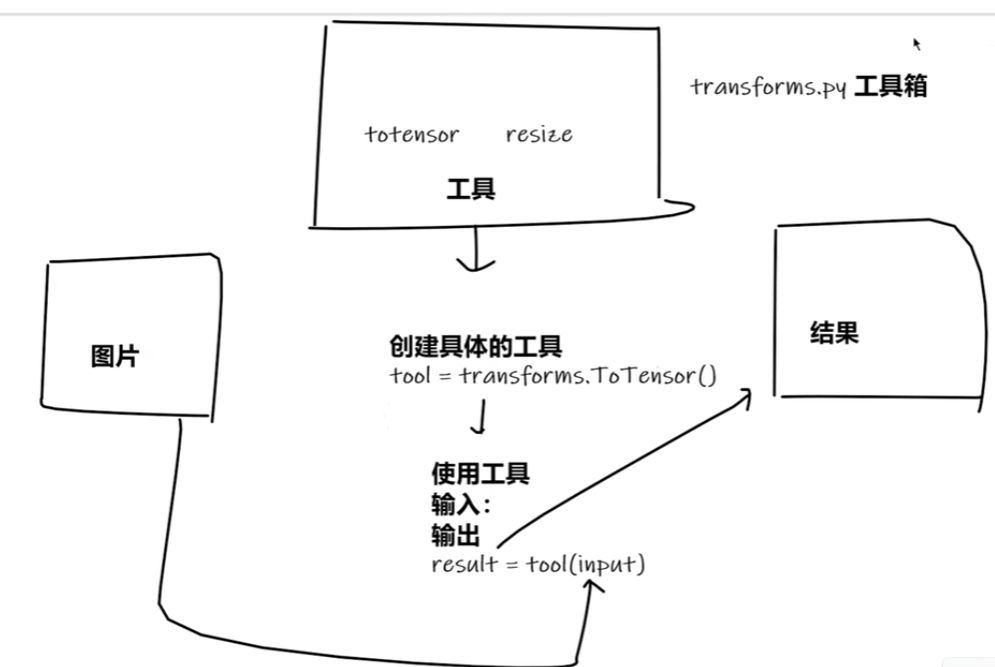 transforms.py 工具箱
totensor resize
工具
图片
结果
创建具体的工具
tool = transforms.ToTensor()
使用工具
输入：
输出
result = tool(input)